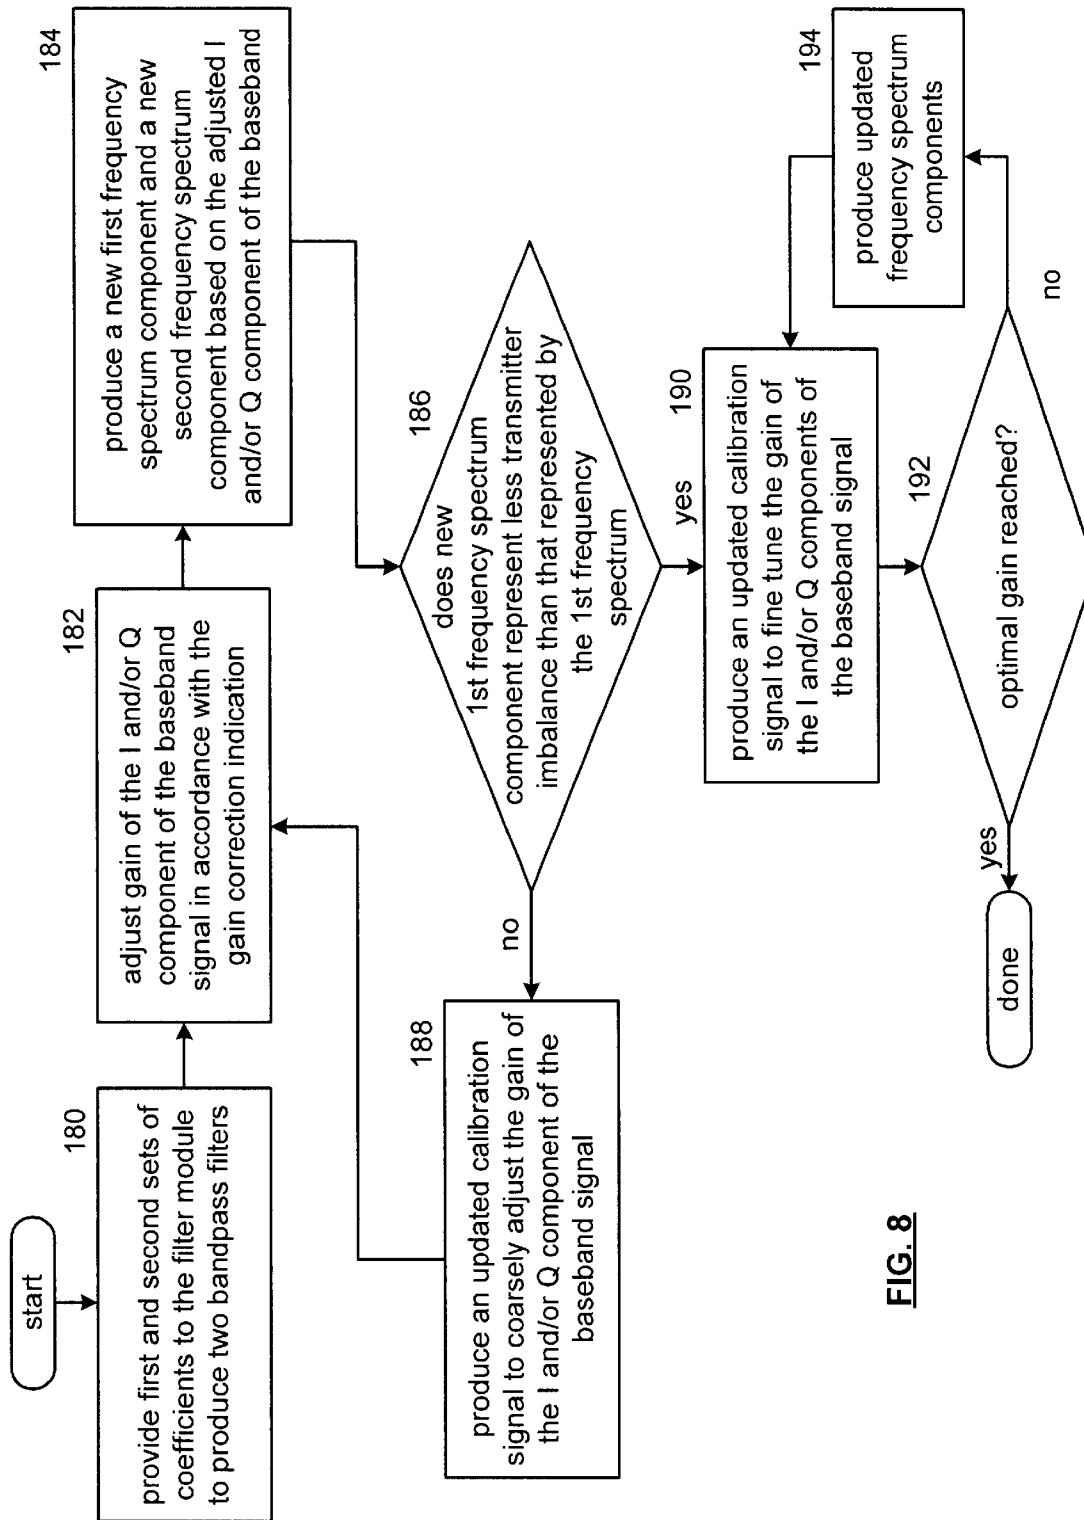 start
180
provide first and second sets of
coefficients to the filter module
to produce two bandpass filters
182
adjust gain of the I and/or Q
component of the baseband
signal in accordance with the
gain correction indication
184
produce a new first frequency
spectrum component and a new
second frequency spectrum
component based on the adjusted I
and/or Q component of the baseband
186
does new
1st frequency spectrum
component represent less transmitter
imbalance than that represented by
the 1st frequency
spectrum
no
yes
188
produce an updated calibration
signal to coarsely adjust the gain of
the I and/or Q component of the
baseband signal
190
produce an updated calibration
signal to fine tune the gain of
the I and/or Q components of
the baseband signal
192
optimal gain reached?
yes
no
194
produce updated
frequency spectrum
components
done
FIG. 8